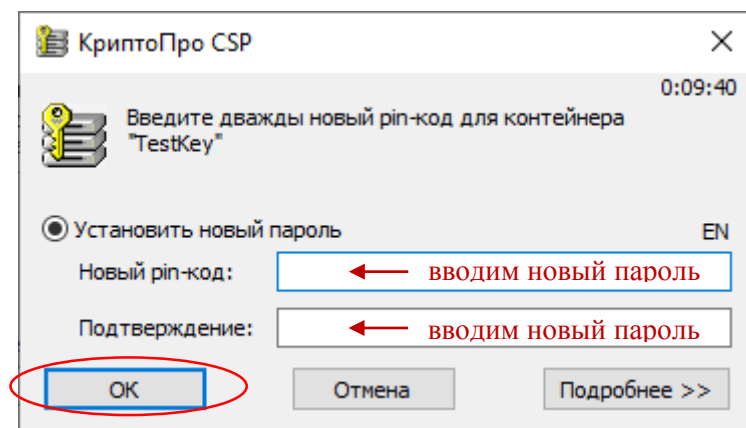 КриптоПро CSP
0:09:40
Введите дважды новый pin-код для контейнера
"TestKey"
Установить новый пароль EN
Новый pin-код: вводим новый пароль
Подтверждение: вводим новый пароль
ОК Отмена Подробнее >>